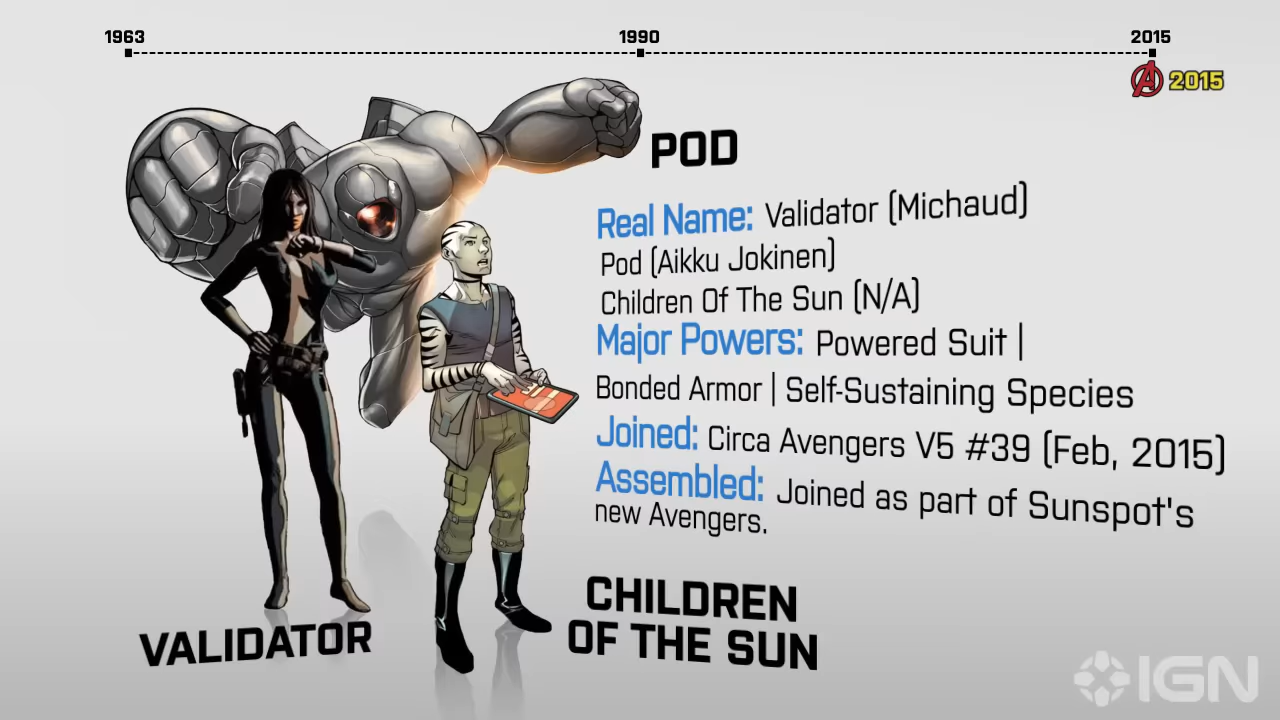 1963 1990 2015
A 2015
POD
Real Name: Validator (Michaud)
Pod (Aikku Jokinen)
Children Of The Sun (N/A)
Major Powers: Powered Suit |
Bonded Armor | Self-Sustaining Species
Joined: Circa Avengers V5 #39 (Feb, 2015)
Assembled: Joined as part of Sunspot's
new Avengers.
CHILDREN
OF THE SUN
VALIDATOR
IGN